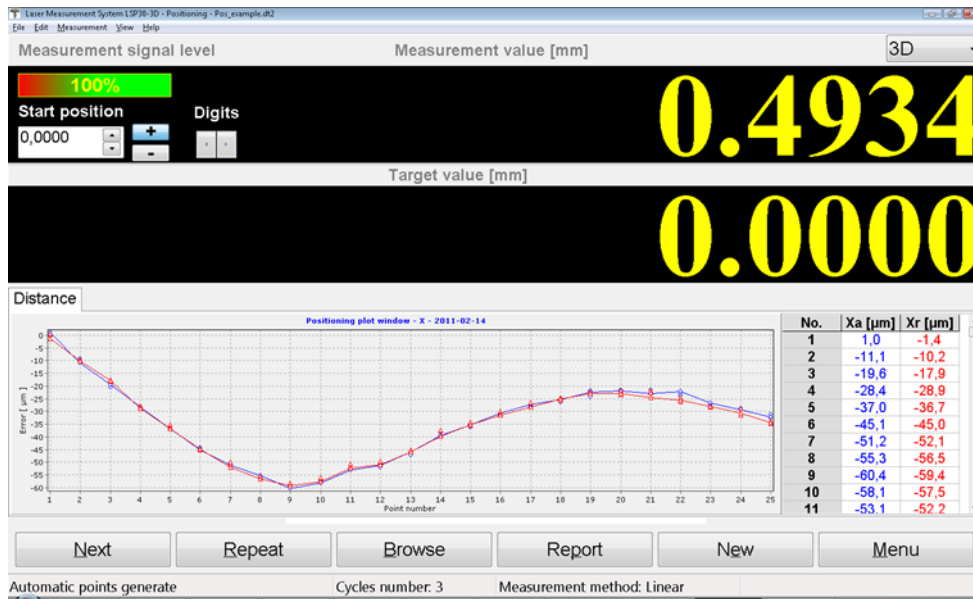 Laser Measurement System LSP30-3D - Positioning - Pos_example.dt2
File Edit Measurement View Help
Measurement signal level Measurement value [mm] 3D
100%
Start position Digits
0,0000 + -
0.4934
Target value [mm]
0.0000
Distance
Positioning plot window - X - 2011-02-14
Error [ µm ]
0
-5
-10
-15
-20
-25
-30
-35
-40
-45
-50
-55
-60
1 2 3 4 5 6 7 8 9 10 11 12 13 14 15 16 17 18 19 20 21 22 23 24 25
Point number
No. Xa [µm] Xr [µm]
1 1,0 -1,4
2 -11,1 -10,2
3 -19,6 -17,9
4 -28,4 -28,9
5 -37,0 -36,7
6 -45,1 -45,0
7 -51,2 -52,1
8 -55,3 -56,5
9 -60,4 -59,4
10 -58,1 -57,5
11 -53,1 -52,2
Next Repeat Browse Report New Menu
Automatic points generate Cycles number: 3 Measurement method: Linear